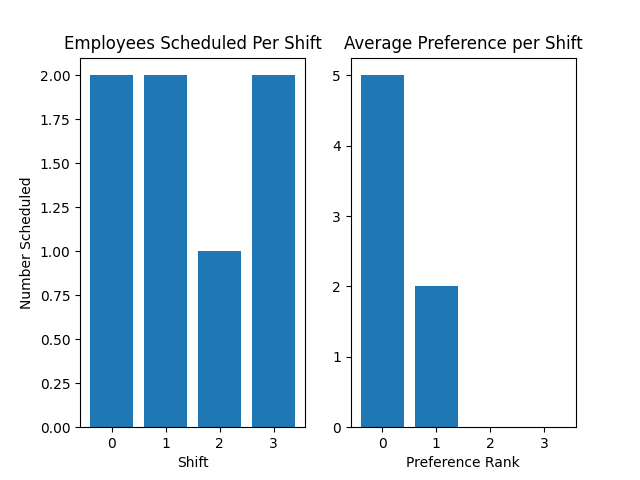 Employees Scheduled Per Shift
Number Scheduled
2.00
1.75
1.50
1.25
1.00
0.75
0.50
0.25
0.00
0 1 2 3
Shift
Average Preference per Shift
5
4
3
2
1
0
0 1 2 3
Preference Rank